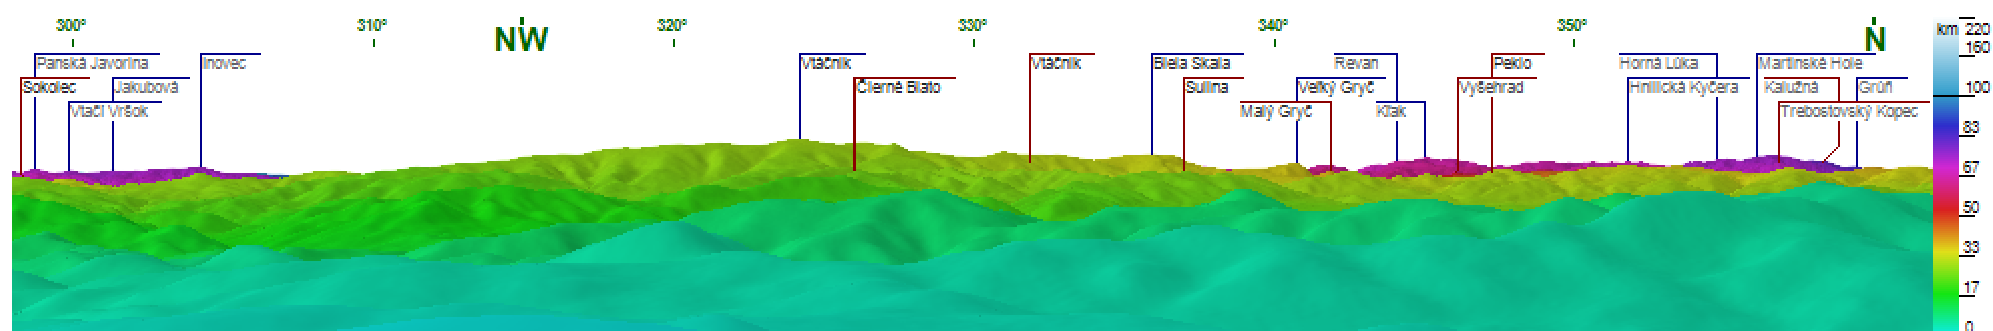 300° 310° 320° 330° 340° 350°
NW N
km 220
Panská Javorina Inovec Vtáčnik Vtáčnik Biela Skala Revan Peklo Horná Lúka Martinské Hole 160
Sokolec Jakubová Čierné Blato Sulina Veľký Gryč Vyšehrad Hnilická Kyčera Kalužná Grúň 100
Vtáčí Vŕšok Malý Gryč Kľak Trebostovský Kopec
83
67
50
33
17
0